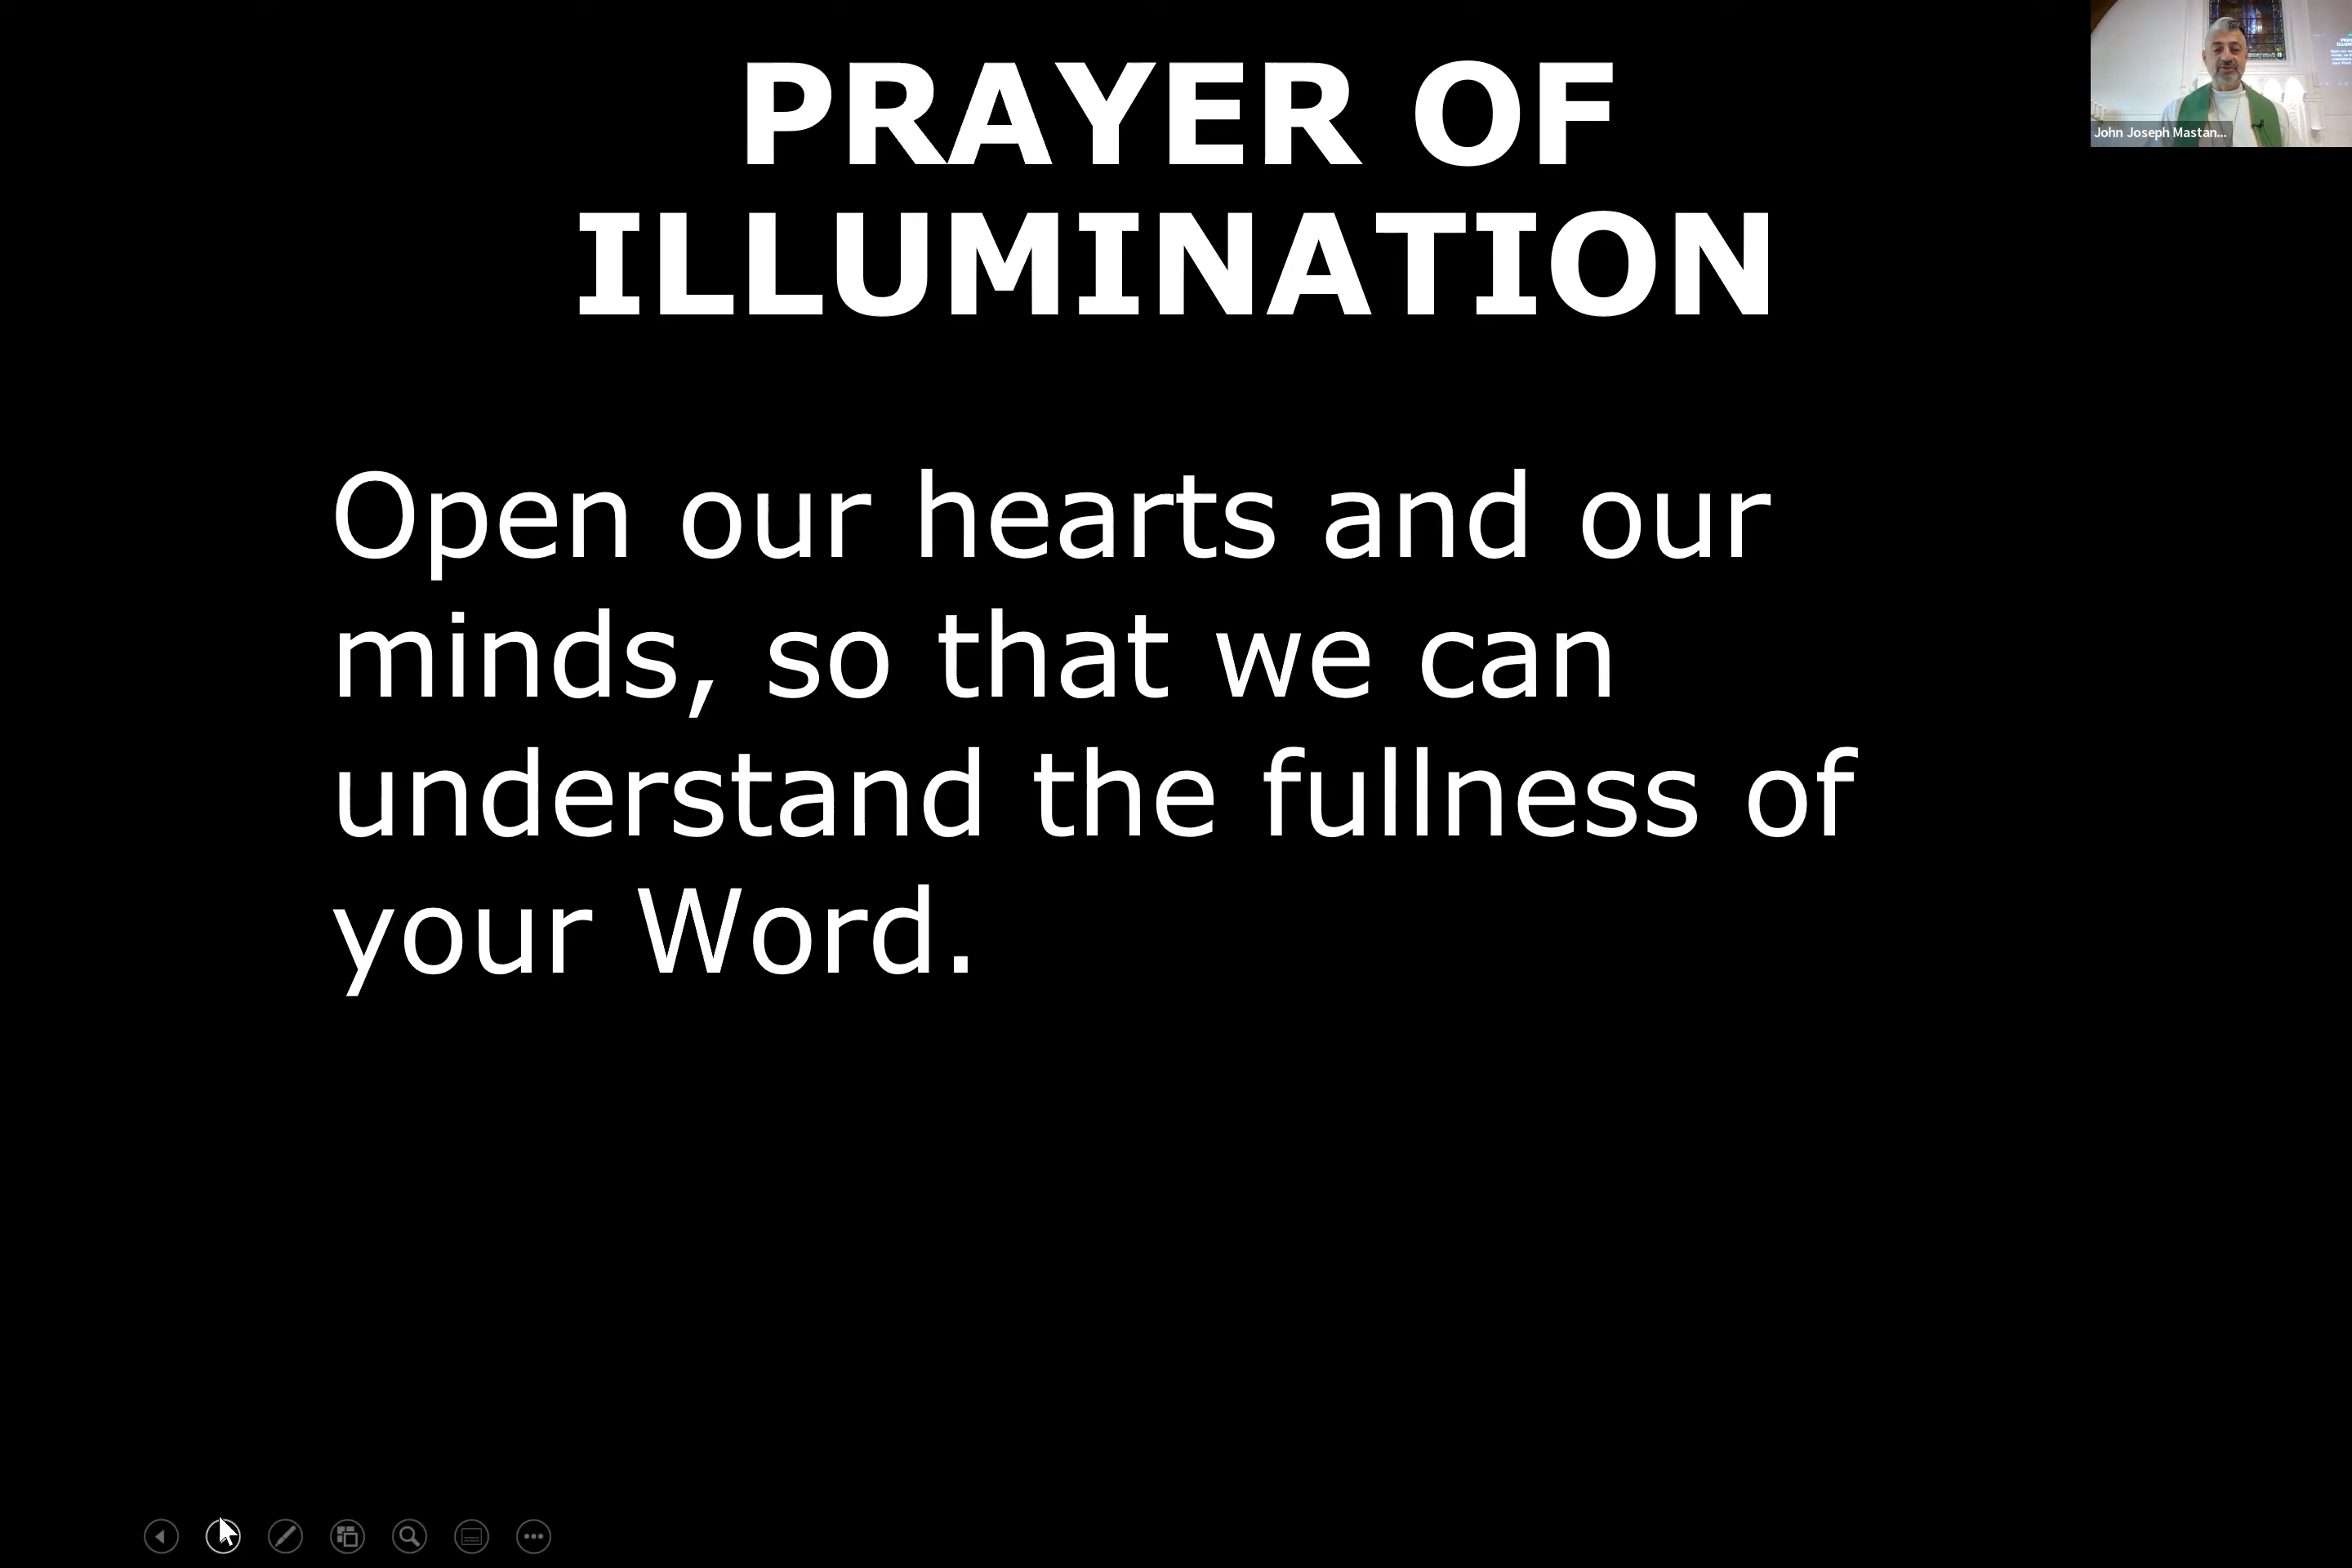 PRAYER OF
ILLUMINATION
Open our hearts and our
minds, so that we can
understand the fullness of
your Word.
John Joseph Mastan...